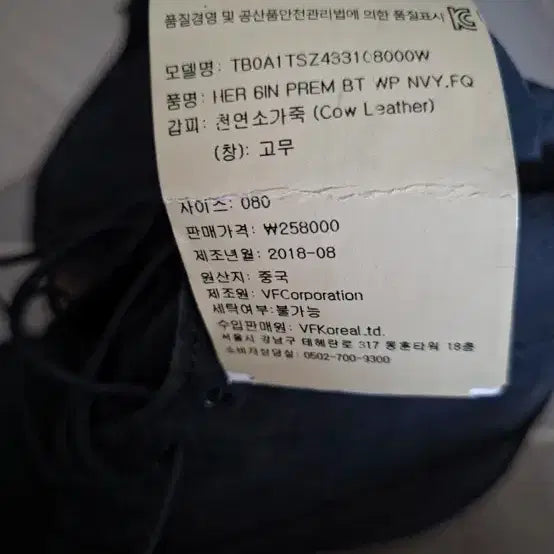 품질경영 및 공산품안전관리법에 의한 품질표시
모델명: TB0A1TSZ433108000W
품명: HER 6IN PREM BT WP NVY.FQ
갑피: 천연소가죽 (Cow Leather)
(창): 고무
사이즈: 080
판매가격: ₩258000
제조년월: 2018-08
원산지: 중국
제조원: VFCorporation
세탁여부: 불가능
수입판매원: VFKoreaLtd.
서울시 강남구 테헤란로 317 동훈타워 18층
소비자상담실: 0502-700-9300